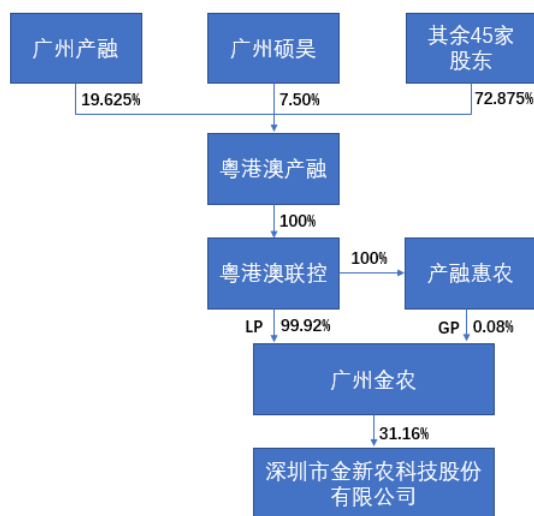 广州产融
广州硕昊
其余45家
股东
19.625%
7.50%
72.875%
粤港澳产融
100%
粤港澳联控
100%
产融惠农
LP 99.92%
GP 0.08%
广州金农
31.16%
深圳市金新农科技股份
有限公司